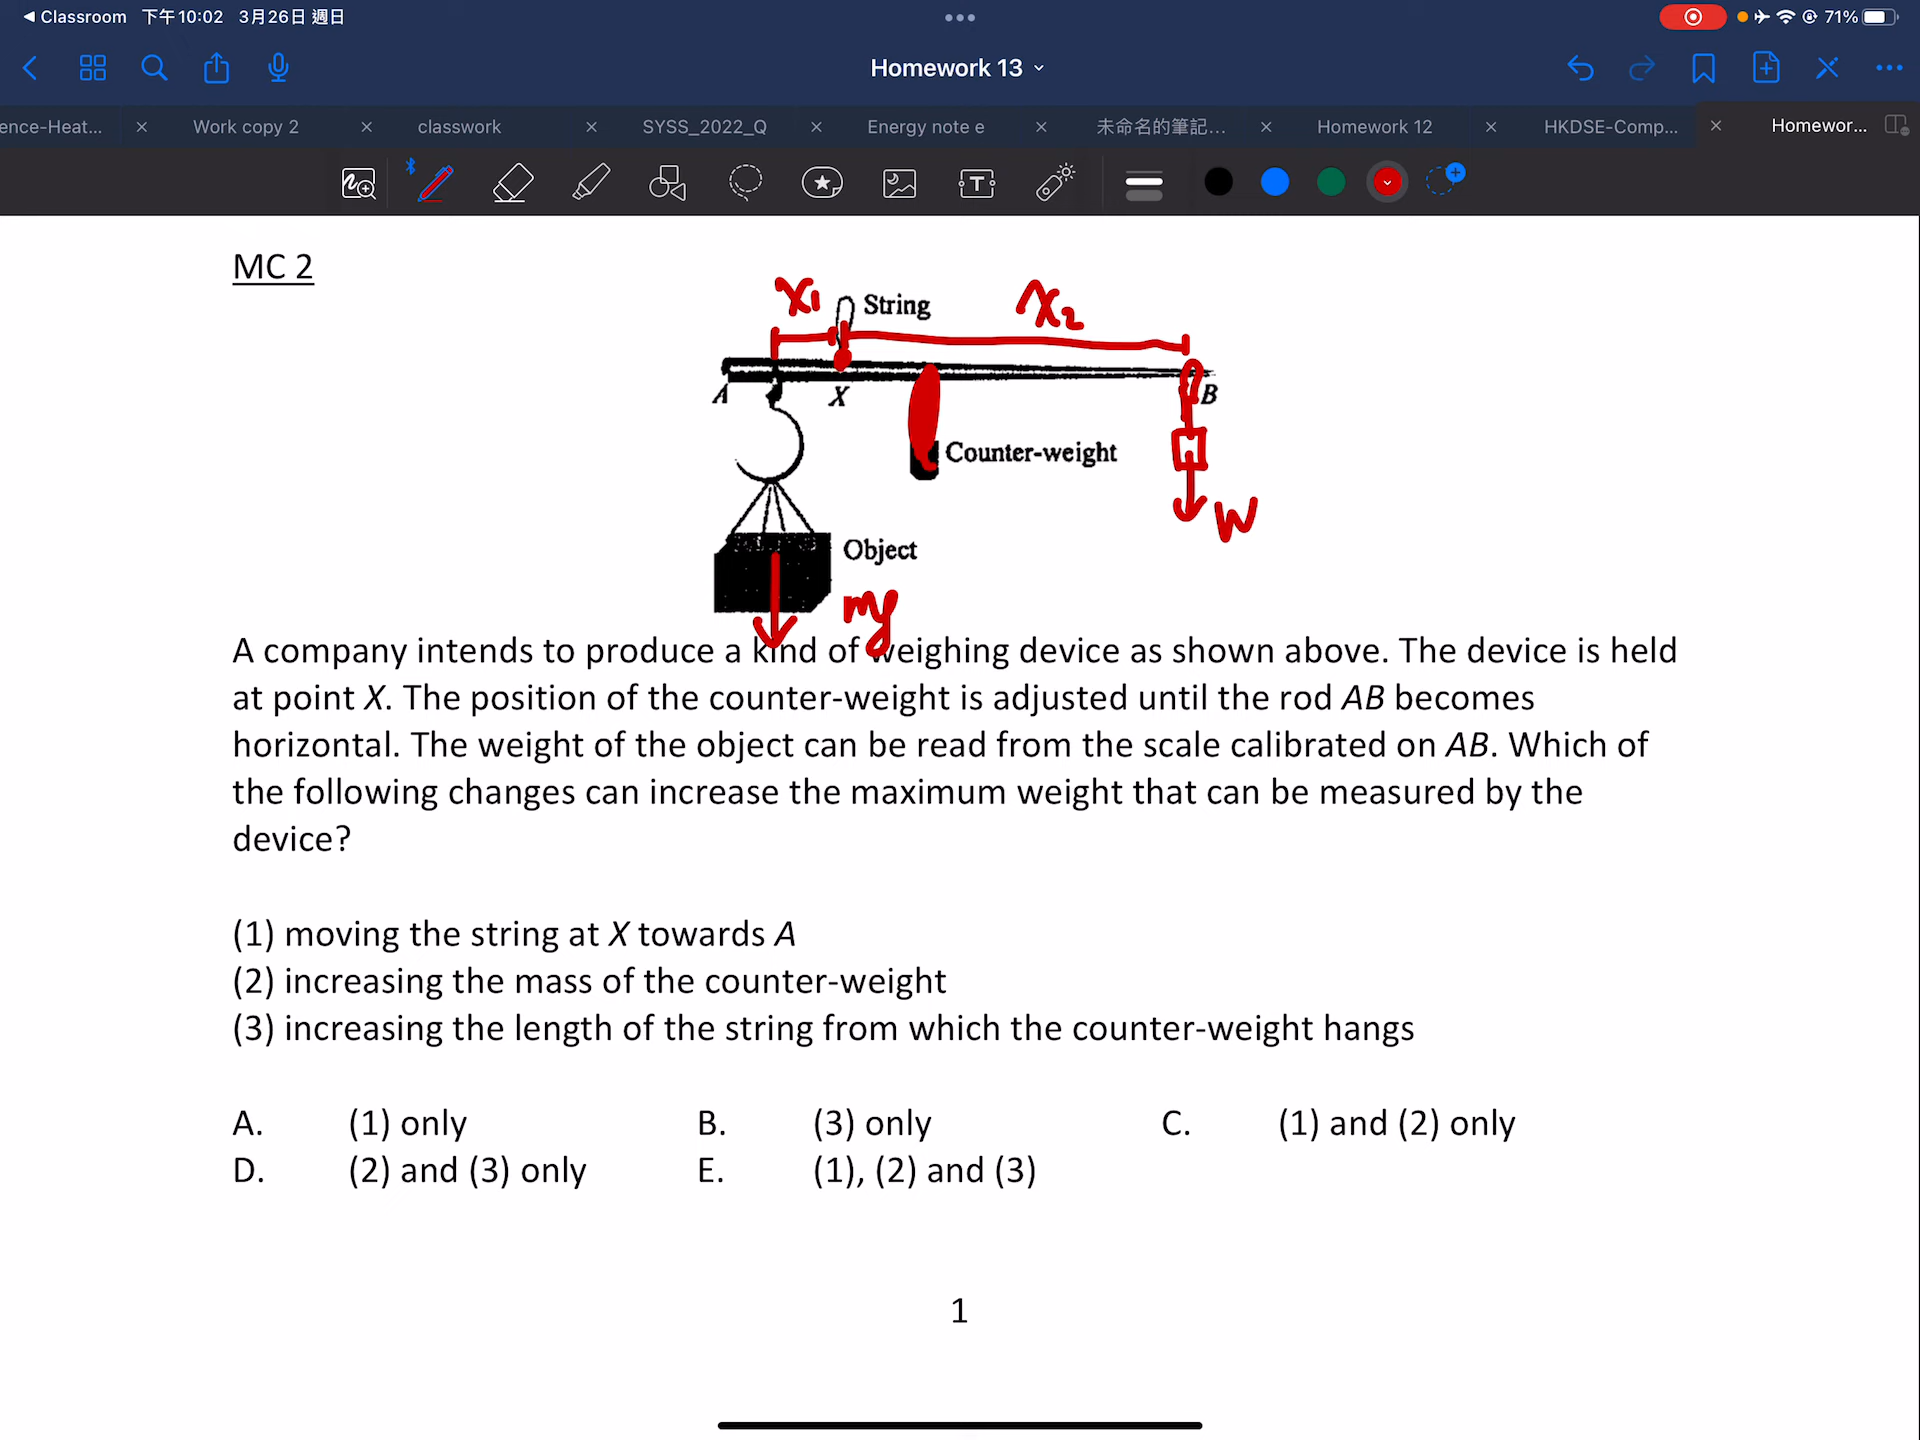 Classroom 下午10:02 3月26日 週日
71%
Homework 13
ence-Heat...
Work copy 2
classwork
SYSS_2022_Q
Energy note e
未命名的筆記...
Homework 12
HKDSE-Comp...
Homewor...
MC 2
x1
String
x2
A
X
B
Counter-weight
W
Object
mg
A company intends to produce a kind of weighing device as shown above. The device is held
at point X. The position of the counter-weight is adjusted until the rod AB becomes
horizontal. The weight of the object can be read from the scale calibrated on AB. Which of
the following changes can increase the maximum weight that can be measured by the
device?
(1) moving the string at X towards A
(2) increasing the mass of the counter-weight
(3) increasing the length of the string from which the counter-weight hangs
A. (1) only B. (3) only C. (1) and (2) only
D. (2) and (3) only E. (1), (2) and (3)
1